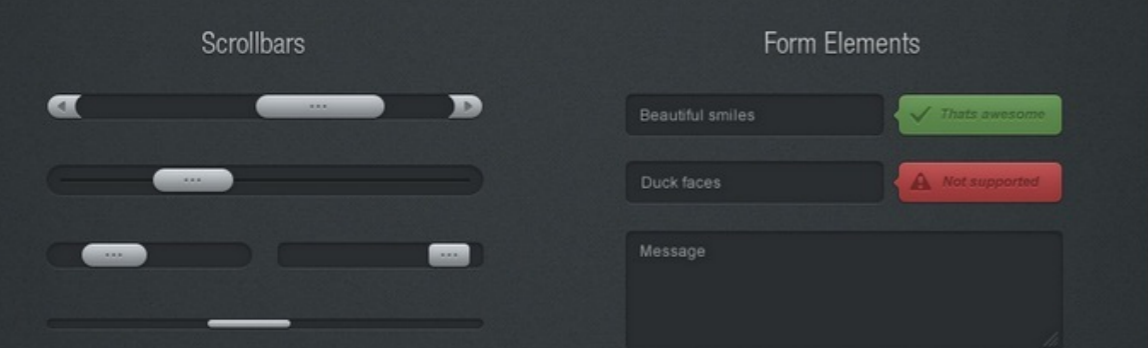 Scrollbars
Form Elements
Beautiful smiles
Thats awesome
Duck faces
Not supported
Message